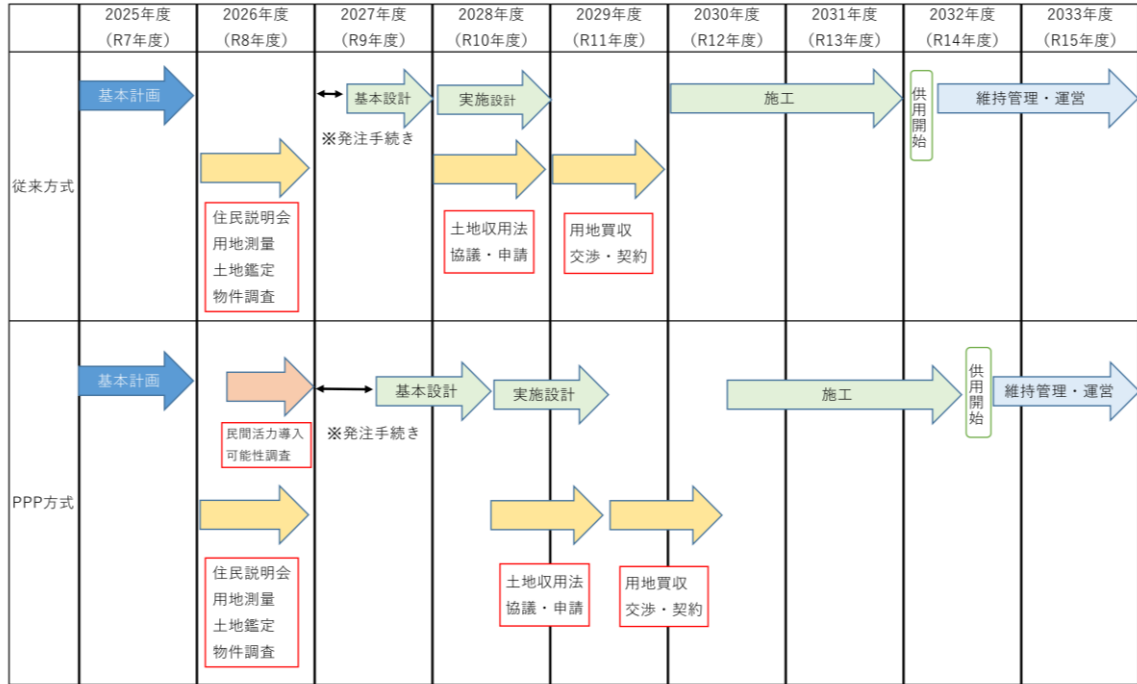 2025年度
（R7年度）
2026年度
（R8年度）
2027年度
（R9年度）
2028年度
（R10年度）
2029年度
（R11年度）
2030年度
（R12年度）
2031年度
（R13年度）
2032年度
（R14年度）
2033年度
（R15年度）
従来方式
基本計画
基本設計
実施設計
施工
供用開始
維持管理・運営
※発注手続き
住民説明会
用地測量
土地鑑定
物件調査
土地収用法
協議・申請
用地買収
交渉・契約
PPP方式
基本計画
基本設計
実施設計
施工
供用開始
維持管理・運営
民間活力導入
可能性調査
※発注手続き
住民説明会
用地測量
土地鑑定
物件調査
土地収用法
協議・申請
用地買収
交渉・契約